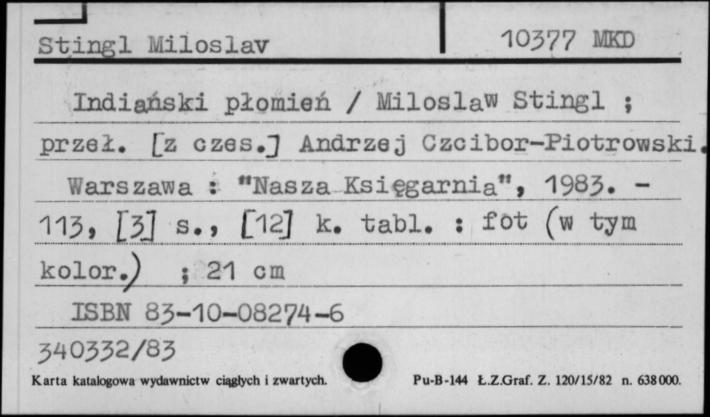 Stingl Miloslav 10377 MKD
Indiański płomień / Miloslaw Stingl ;
przeł. [z czes.] Andrzej Czcibor-Piotrowski.
Warszawa : "Nasza Księgarnia", 1983. -
113, [3] s., [12] k. tabl. : fot (w tym
kolor.) ; 21 cm
ISBN 83-10-08274-6
340332/83
Karta katalogowa wydawnictw ciągłych i zwartych. Pu-B-144 Ł.Z.Graf. Z. 120/15/82 n. 638000.